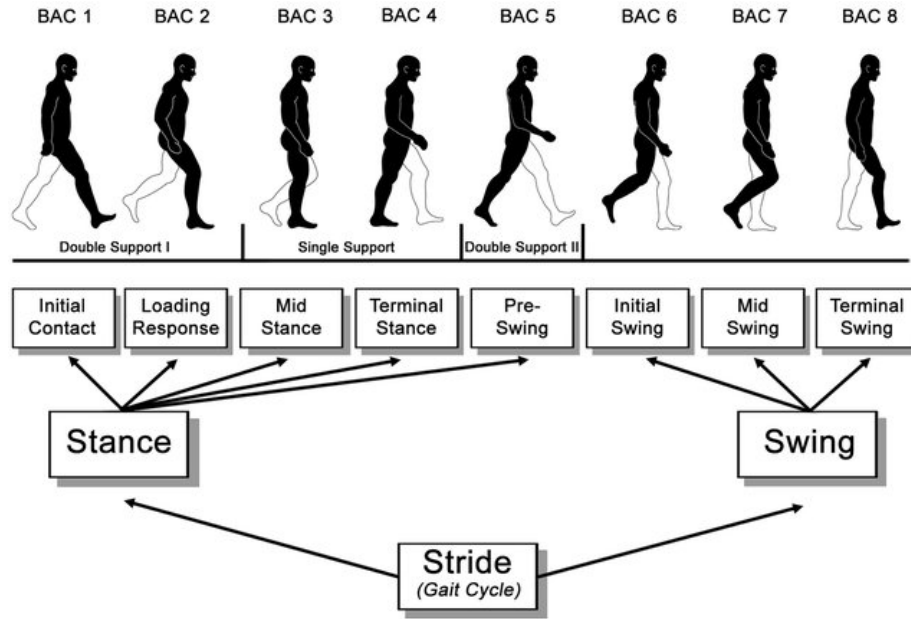 BAC 1 BAC 2 BAC 3 BAC 4 BAC 5 BAC 6 BAC 7 BAC 8
Double Support I Single Support Double Support II
Initial
Contact
Loading
Response
Mid
Stance
Terminal
Stance
Pre-
Swing
Initial
Swing
Mid
Swing
Terminal
Swing
Stance
Swing
Stride
(Gait Cycle)